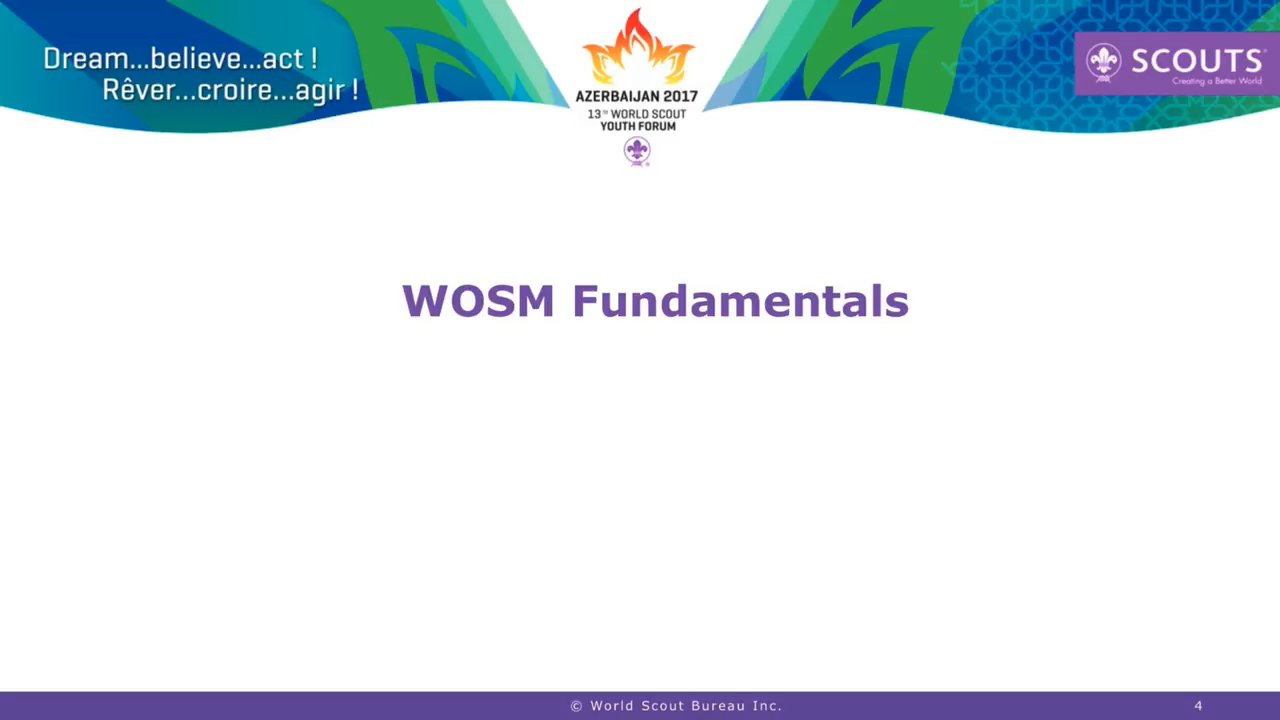 Dream...believe...act !
Rêver...croire...agir !
AZERBAIJAN 2017
13TH WORLD SCOUT
YOUTH FORUM
SCOUTS®
Creating a Better World
WOSM Fundamentals
© World Scout Bureau Inc.
4